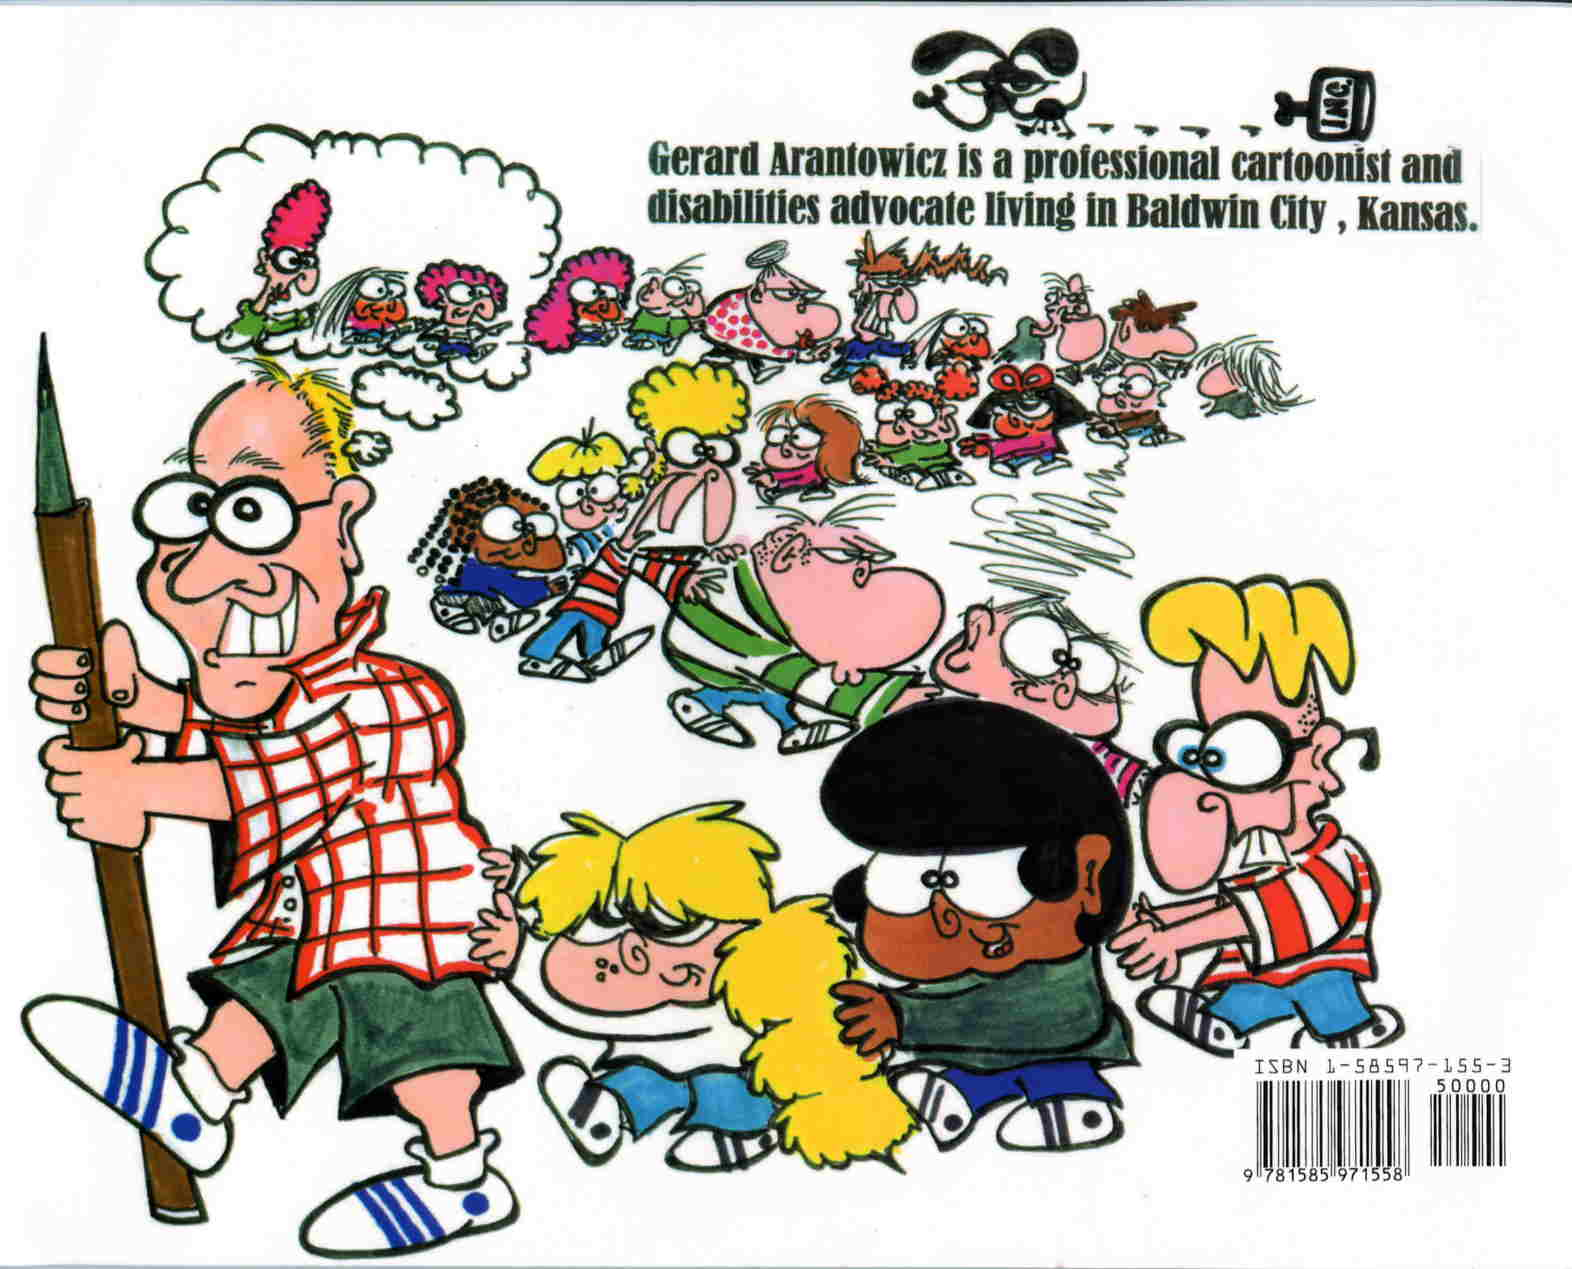 INC.
Gerard Arantowicz is a professional cartoonist and
disabilities advocate living in Baldwin City , Kansas.
ISBN 1-58597-155-3
50000
9 781585 971558